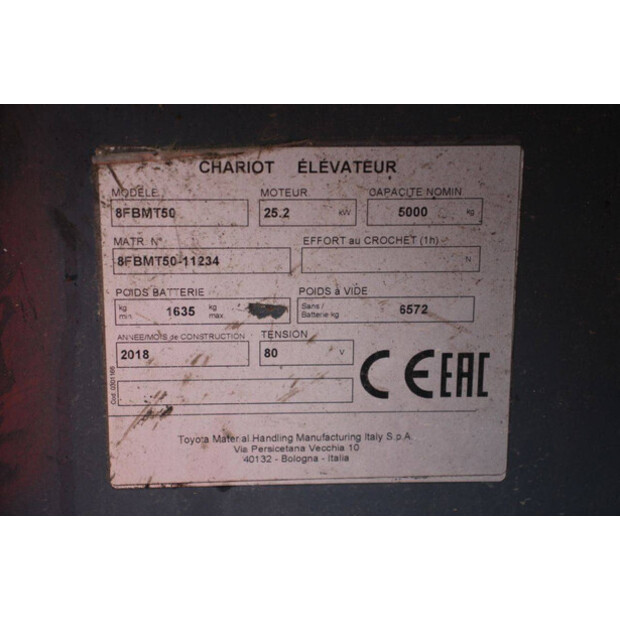 CHARIOT ÉLÉVATEUR
MODÈLE MOTEUR CAPACITE NOMIN
8FBMT50 25.2 kW 5000 kg
MATR. N° EFFORT au CROCHET (1h)
8FBMT50-11234 N
POIDS BATTERIE POIDS à VIDE
kg min 1635 kg max Sans / Batterie kg 6572
ANNEE/MOIS de CONSTRUCTION TENSION
2018 80 V
CE EAC
Toyota Material Handling Manufacturing Italy S.p.A.
Via Persicetana Vecchia 10
40132 - Bologna - Italia